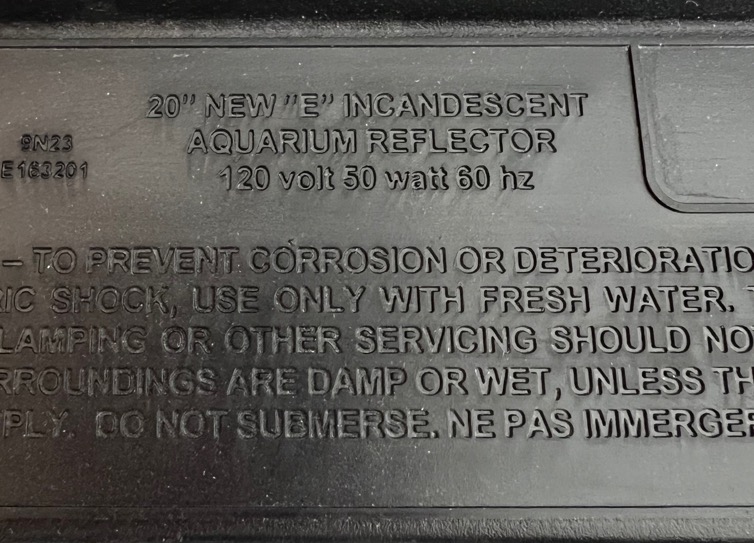 20" NEW "E" INCANDESCENT
AQUARIUM REFLECTOR
120 volt 50 watt 60 hz
9N23
E163201
– TO PREVENT CORROSION OR DETERIORATIO
RIC SHOCK, USE ONLY WITH FRESH WATER. T
LAMPING OR OTHER SERVICING SHOULD NO
RROUNDINGS ARE DAMP OR WET, UNLESS TH
PLY. DO NOT SUBMERSE. NE PAS IMMERGER